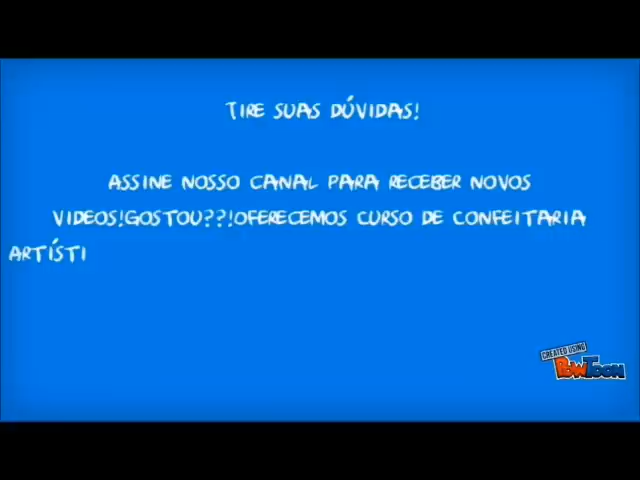 TIRE SUAS DÚVIDAS!
ASSINE NOSSO CANAL PARA RECEBER NOVOS
VIDEOS!GOSTOU??!OFERECEMOS CURSO DE CONFEITARIA
ARTÍSTI
CREATED USING
POWTOON